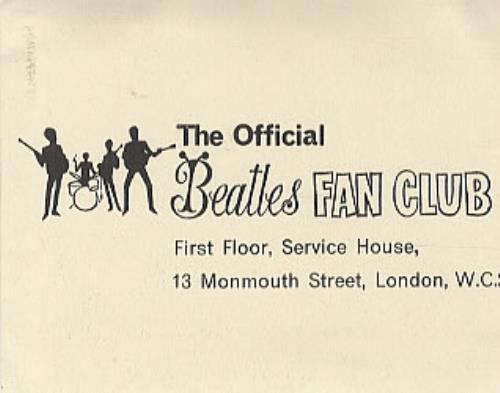 The Official
Beatles FAN CLUB
First Floor, Service House,
13 Monmouth Street, London, W.C.